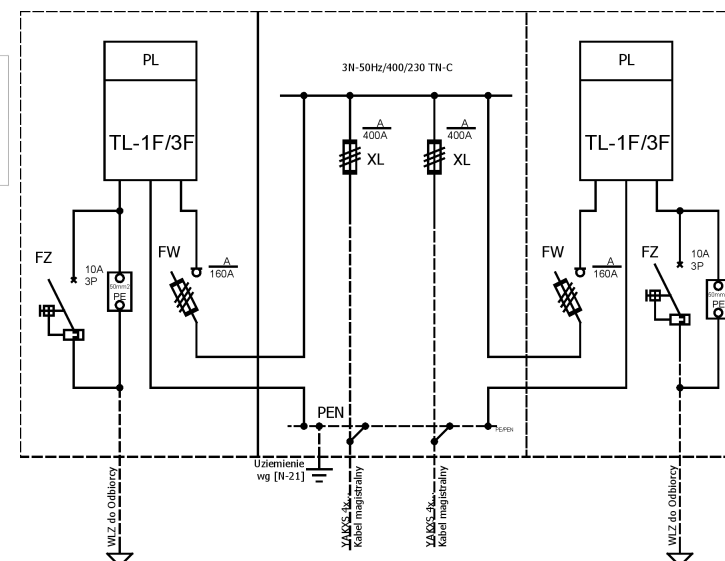 PL
TL-1F/3F
FZ
10A
3P
50mm2
PE
FW
A
160A
3N-50Hz/400/230 TN-C
A
400A
XL
A
400A
XL
PEN
PE/PEN
Uziemienie
wg [N-21]
YAKXS 4x...
Kabel magistralny
YAKXS 4x...
Kabel magistralny
WLZ do Odbiorcy
PL
TL-1F/3F
FW
A
160A
FZ
10A
3P
50mm2
PE
WLZ do Odbiorcy